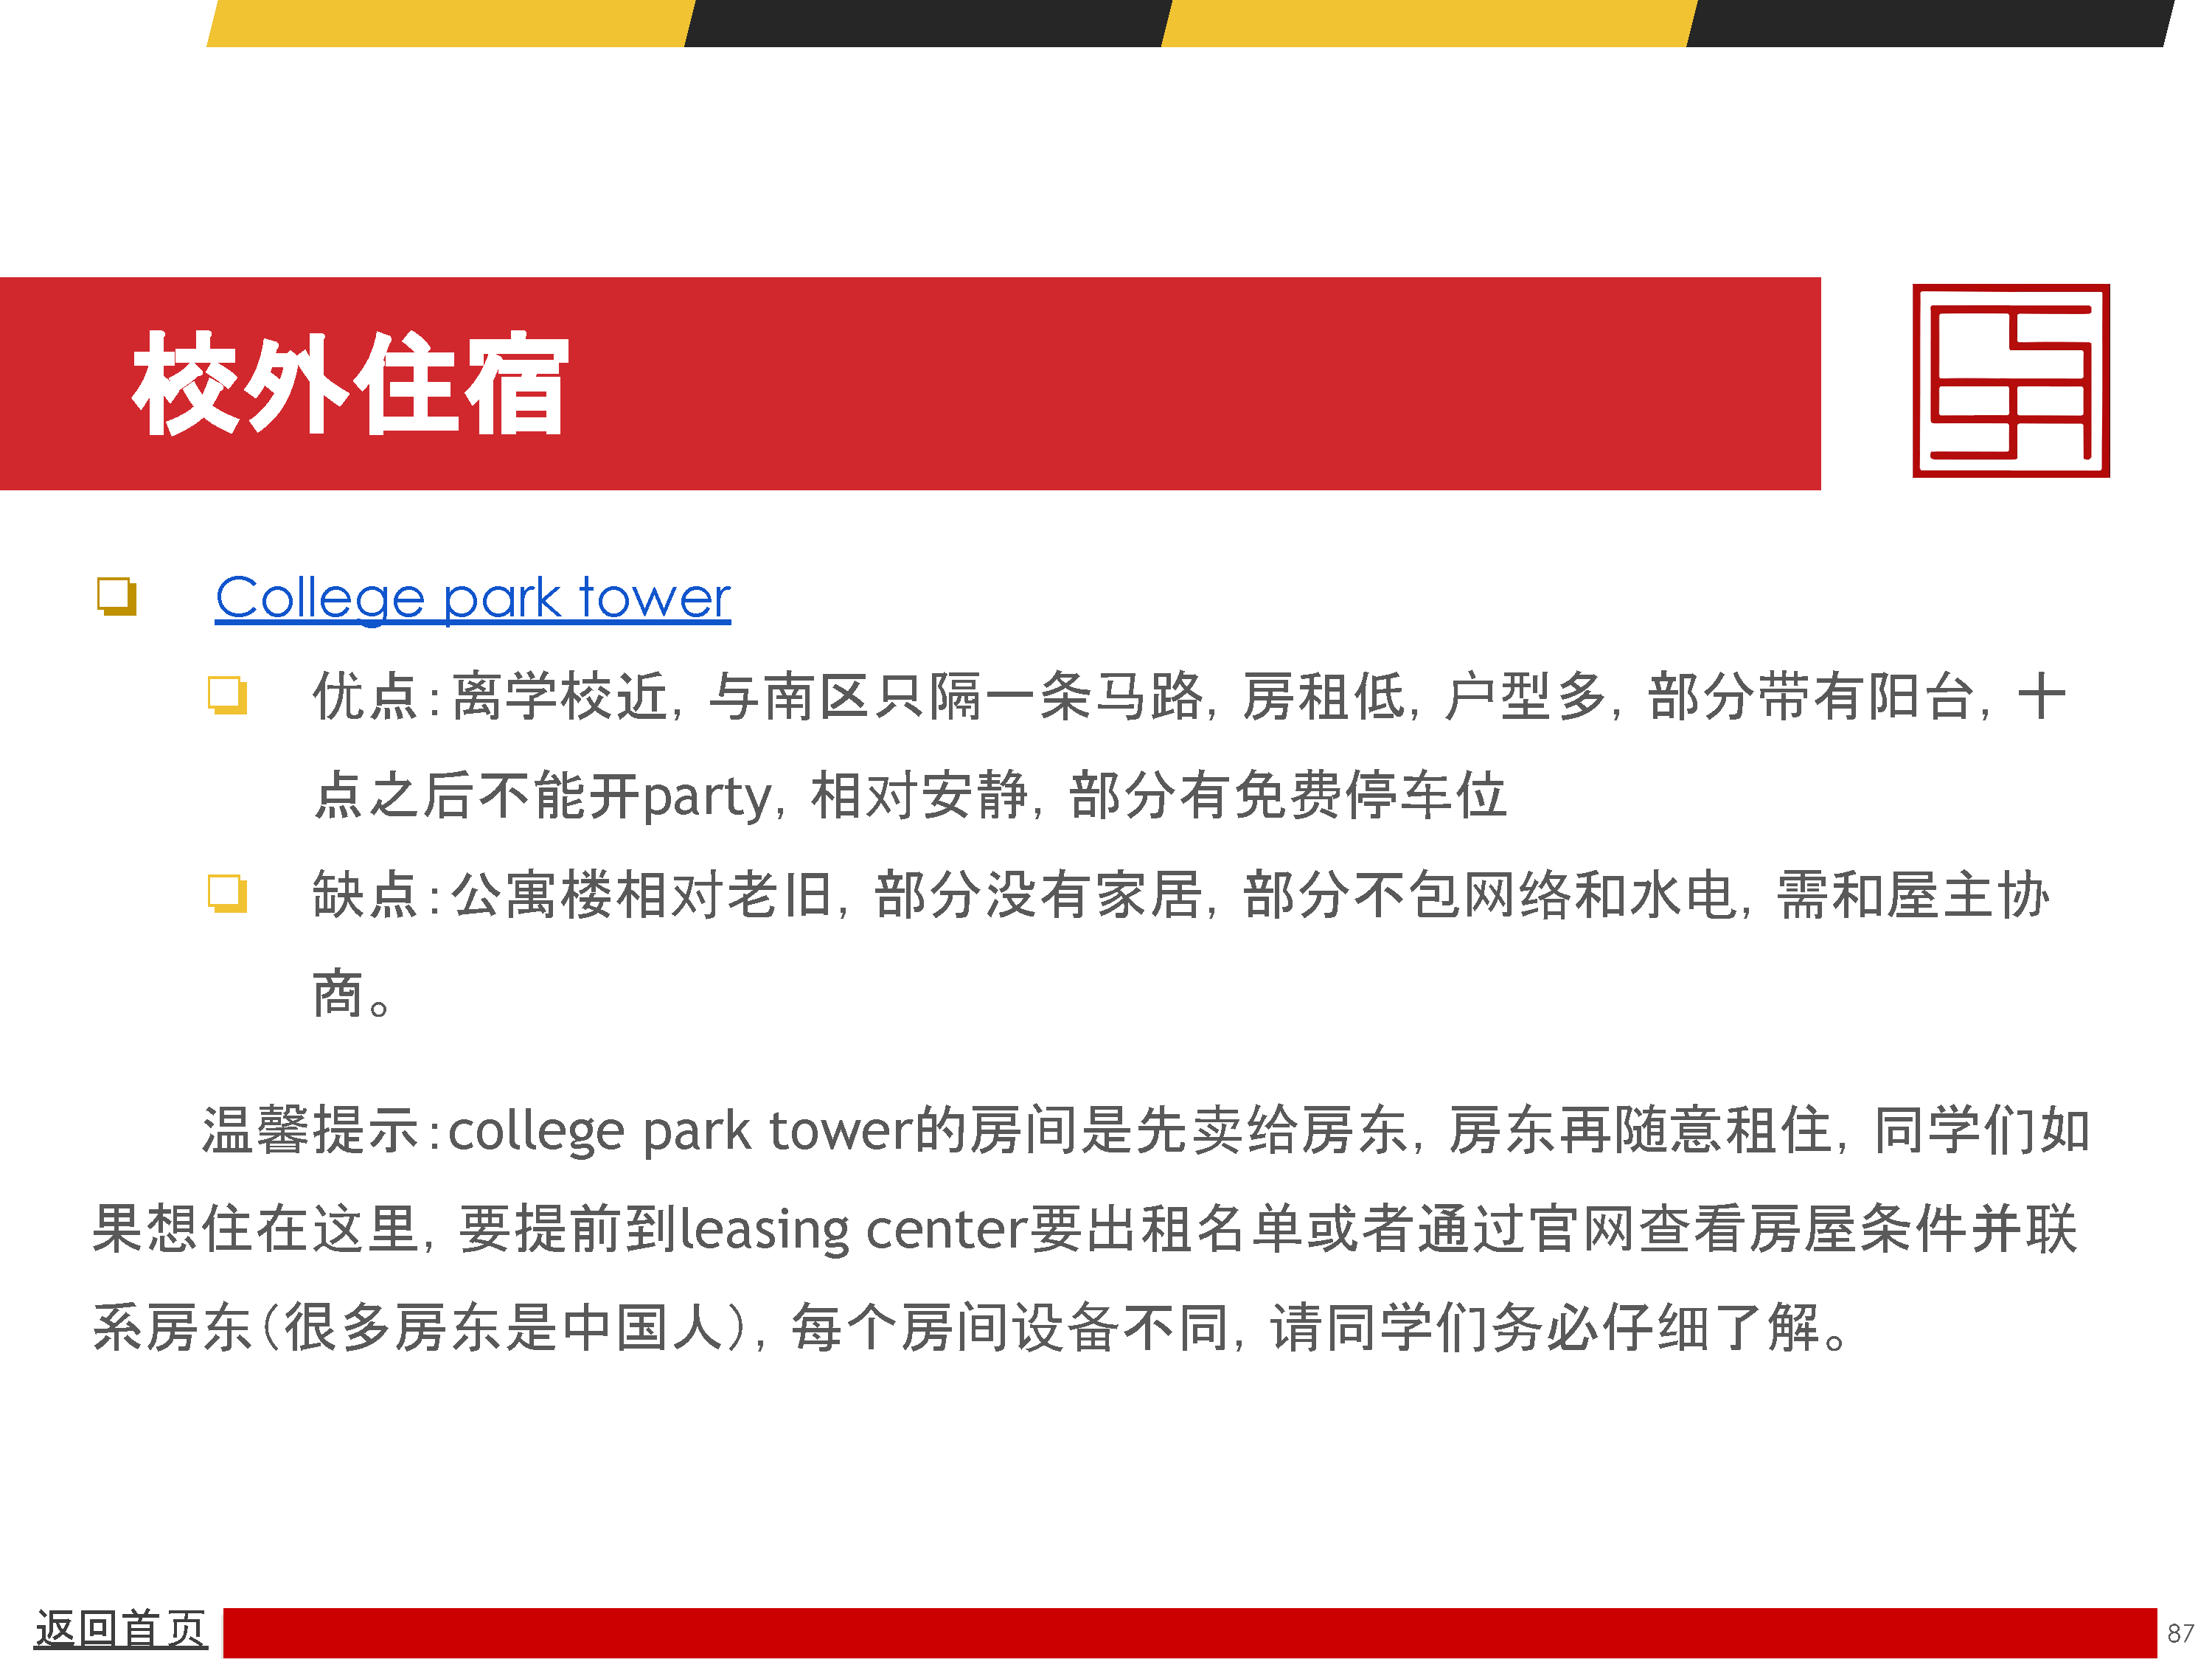 校外住宿
College park tower
优点:离学校近, 与南区只隔一条马路, 房租低, 户型多, 部分带有阳台, 十
点之后不能开party, 相对安静, 部分有免费停车位
缺点:公寓楼相对老旧, 部分没有家居, 部分不包网络和水电, 需和屋主协
商。
温馨提示:college park tower的房间是先卖给房东, 房东再随意租住, 同学们如
果想住在这里, 要提前到leasing center要出租名单或者通过官网查看房屋条件并联
系房东(很多房东是中国人), 每个房间设备不同, 请同学们务必仔细了解。
返回首页
87